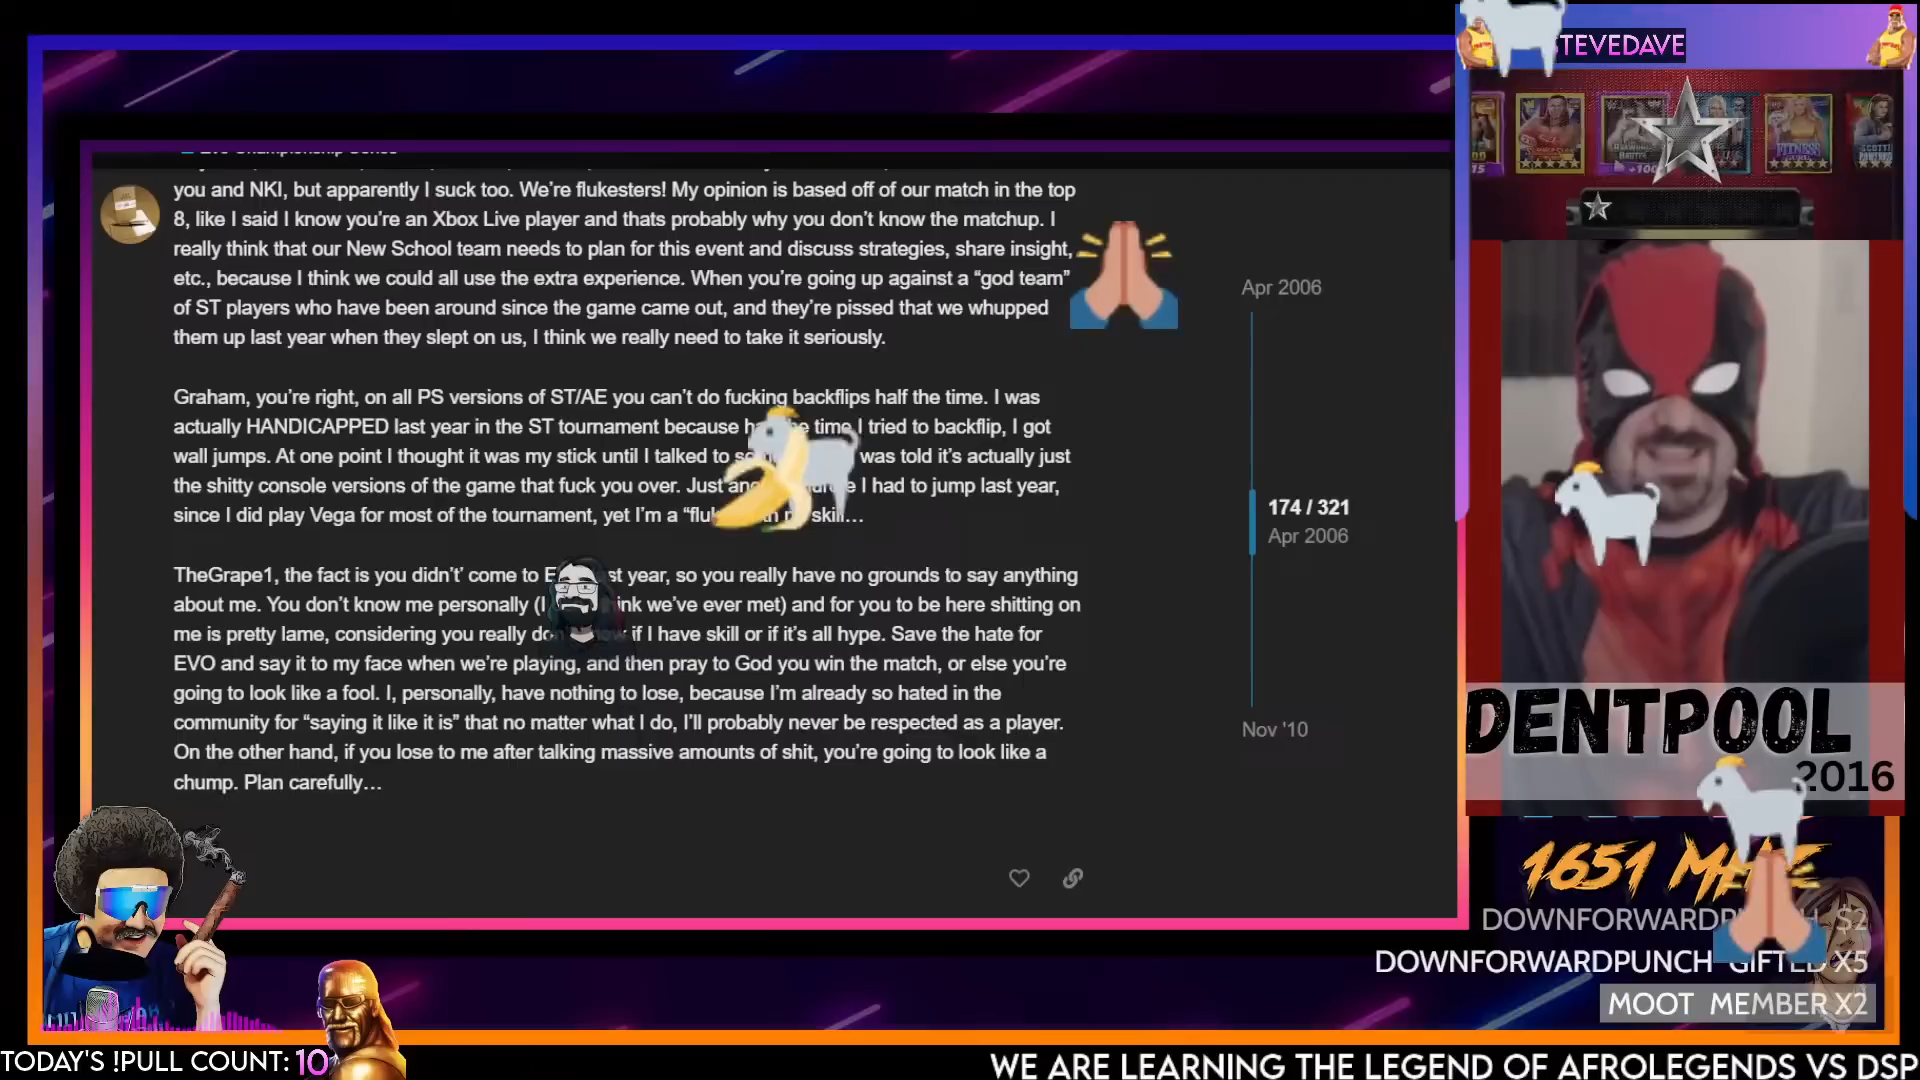 TEVEDAVE
you and NKI, but apparently I suck too. We're flukesters! My opinion is based off of our match in the top
8, like I said I know you're an Xbox Live player and thats probably why you don't know the matchup. I
really think that our New School team needs to plan for this event and discuss strategies, share insight,
etc., because I think we could all use the extra experience. When you're going up against a “god team”
of ST players who have been around since the game came out, and they're pissed that we whupped
them up last year when they slept on us, I think we really need to take it seriously.
Graham, you're right, on all PS versions of ST/AE you can't do fucking backflips half the time. I was
actually HANDICAPPED last year in the ST tournament because time I tried to backflip, I got
wall jumps. At one point I thought it was my stick until I talked to was told it's actually just
the shitty console versions of the game that fuck you over. Just I had to jump last year,
since I did play Vega for most of the tournament, yet I'm a skill…
TheGrape1, the fact is you didn't' come to year, so you really have no grounds to say anything
about me. You don't know me personally (I we've ever met) and for you to be here shitting on
me is pretty lame, considering you really if I have skill or if it's all hype. Save the hate for
EVO and say it to my face when we're playing, and then pray to God you win the match, or else you're
going to look like a fool. I, personally, have nothing to lose, because I'm already so hated in the
community for “saying it like it is” that no matter what I do, I'll probably never be respected as a player.
On the other hand, if you lose to me after talking massive amounts of shit, you're going to look like a
chump. Plan carefully…
Apr 2006
174 / 321
Apr 2006
Nov '10
DENTPOOL
2016
1651
$2
DOWNFORWARDPUNCH GIFTED X5
MOOT MEMBER X2
TODAY'S !PULL COUNT: 10
WE ARE LEARNING THE LEGEND OF AFROLEGENDS VS DSP